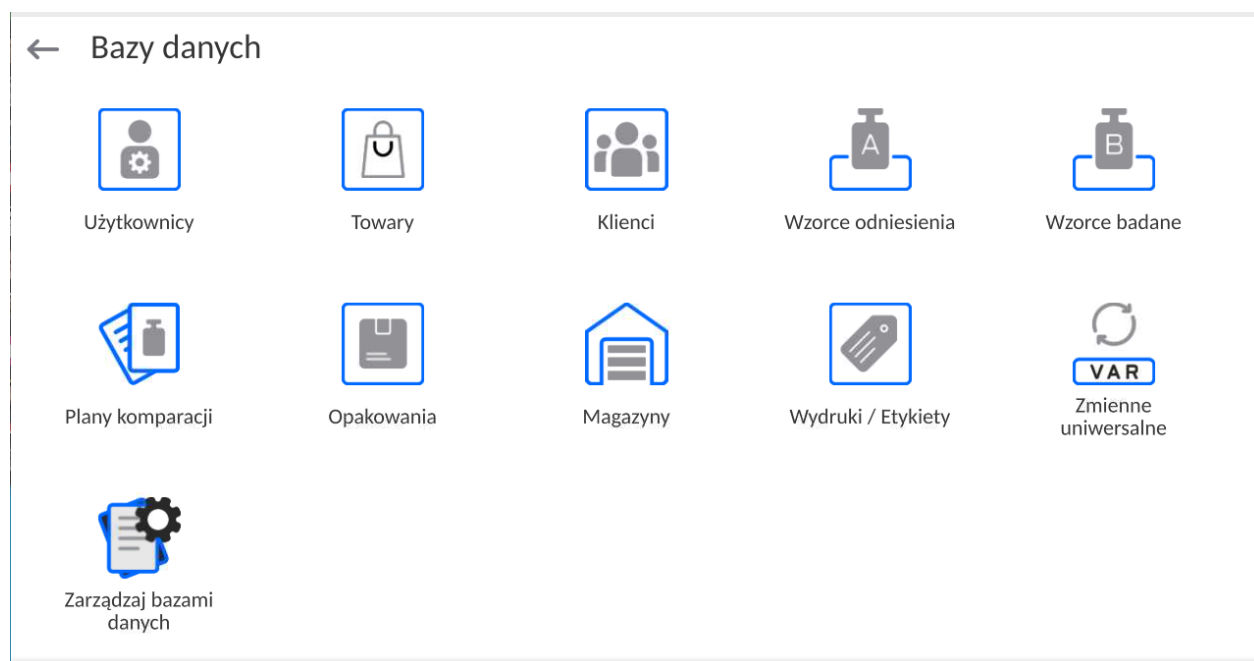 Bazy danych
Użytkownicy
Towary
Klienci
A
Wzorce odniesienia
B
Wzorce badane
Plany komparacji
Opakowania
Magazyny
Wydruki / Etykiety
VAR
Zmienne
uniwersalne
Zarządzaj bazami
danych